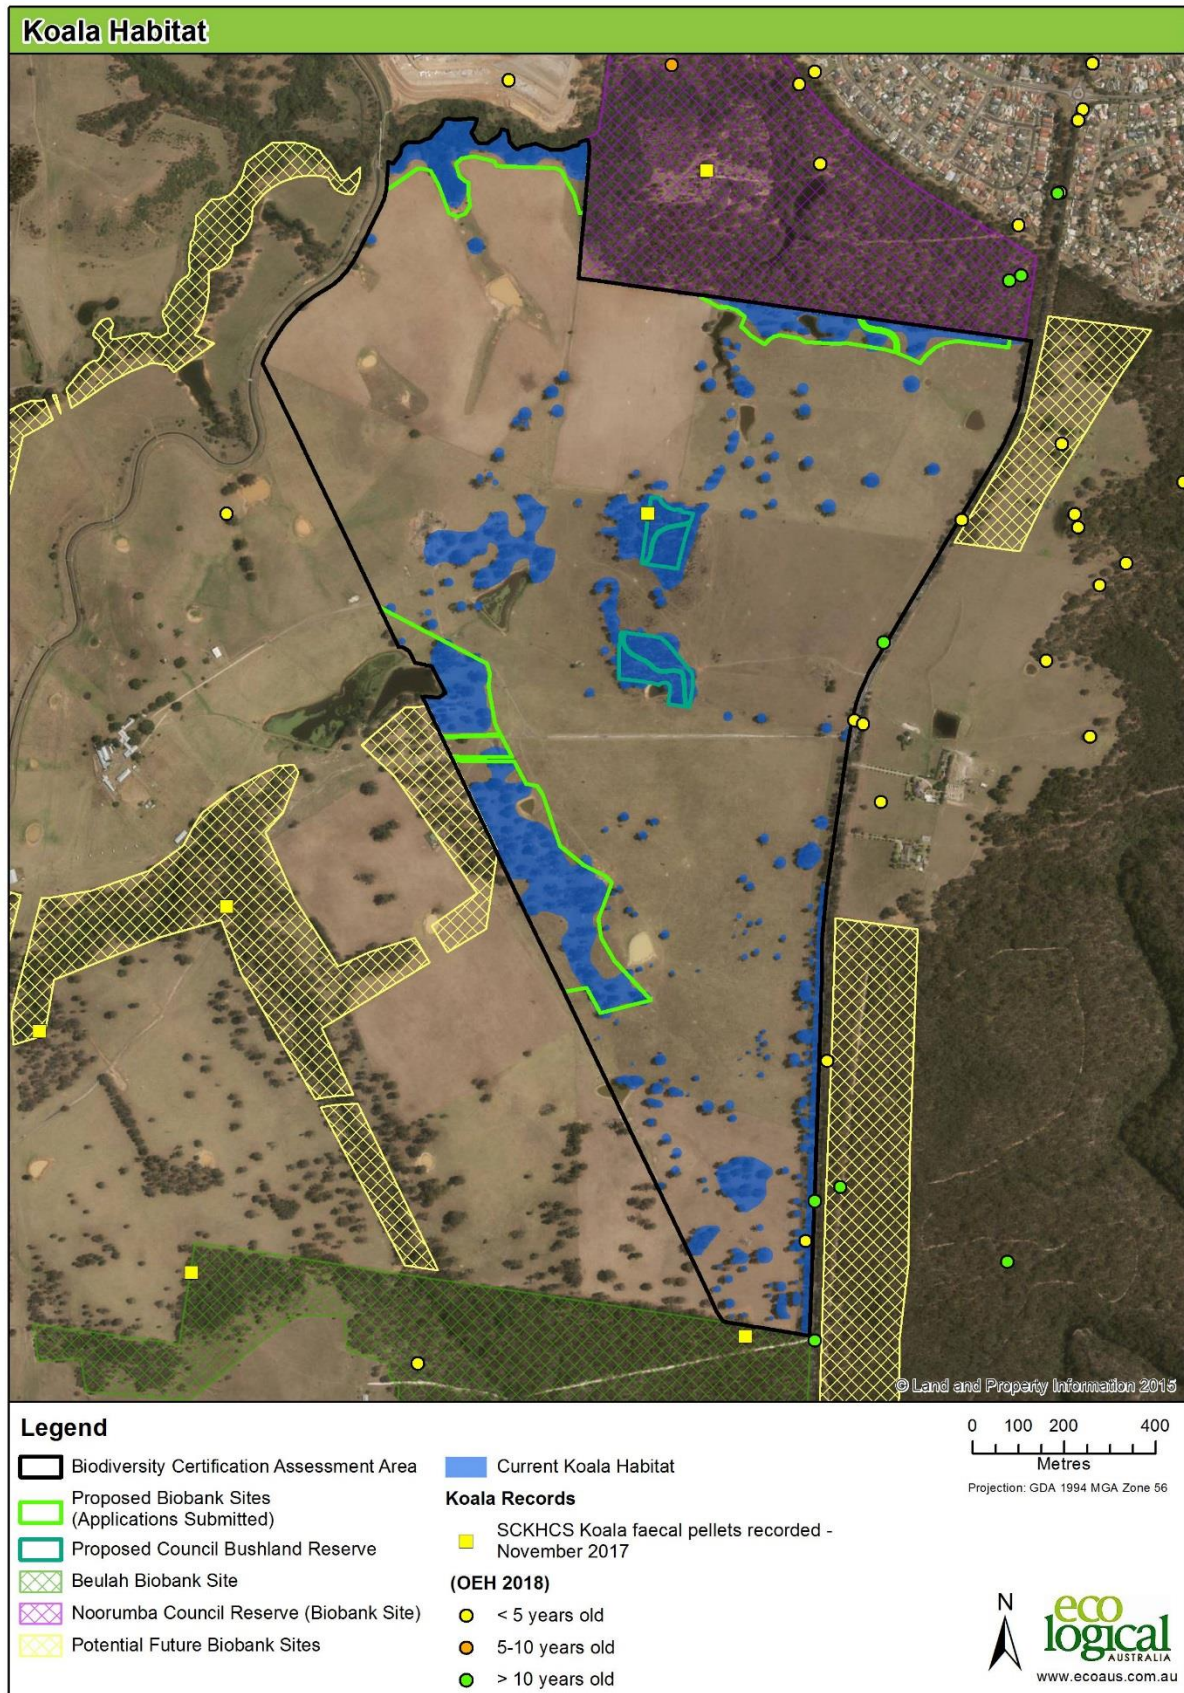 Koala Habitat
© Land and Property Information 2015
Legend
Biodiversity Certification Assessment Area
Proposed Biobank Sites
(Applications Submitted)
Proposed Council Bushland Reserve
Beulah Biobank Site
Noorumba Council Reserve (Biobank Site)
Potential Future Biobank Sites
Current Koala Habitat
Koala Records
SCKHCS Koala faecal pellets recorded -
November 2017
(OEH 2018)
< 5 years old
5-10 years old
> 10 years old
0 100 200 400
Metres
Projection: GDA 1994 MGA Zone 56
N
eco
logical
AUSTRALIA
www.ecoaus.com.au